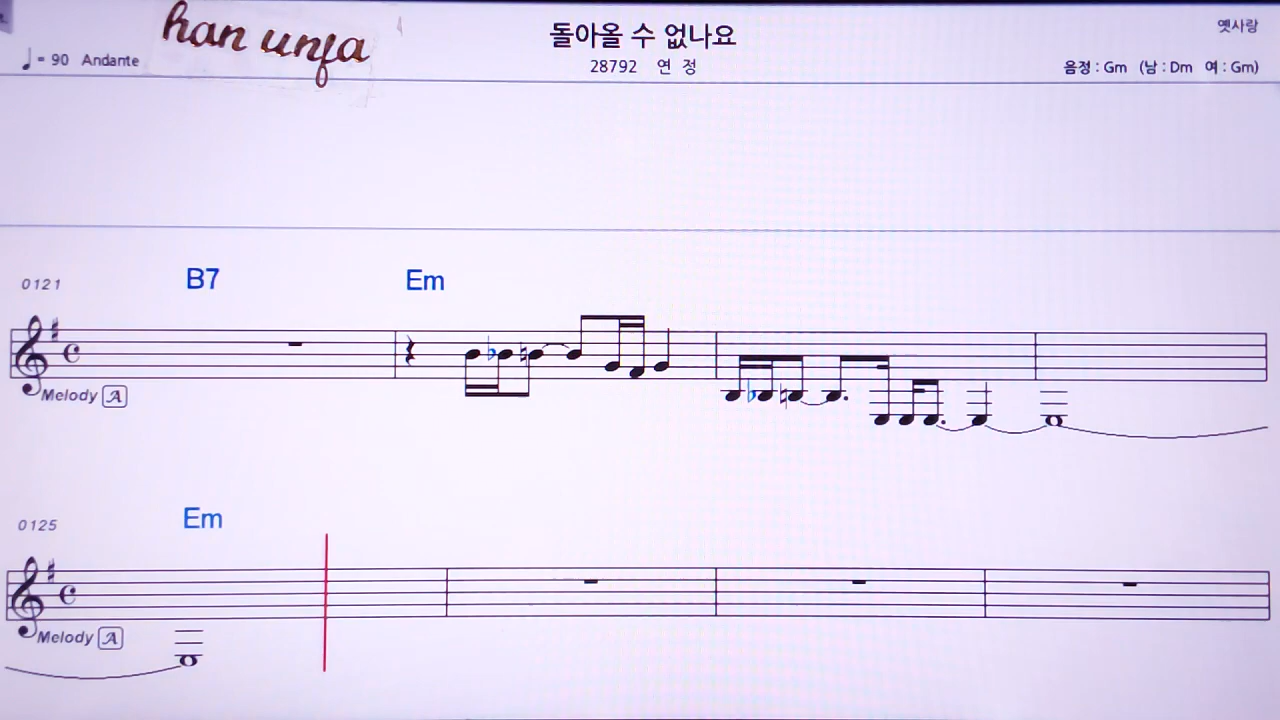 han unja
돌아올 수 없나요
옛사랑
♩ = 90 Andante
28792 연 정
음정 : Gm (남 : Dm 여 : Gm)
0121 B7 Em
Melody A
0125 Em
Melody A